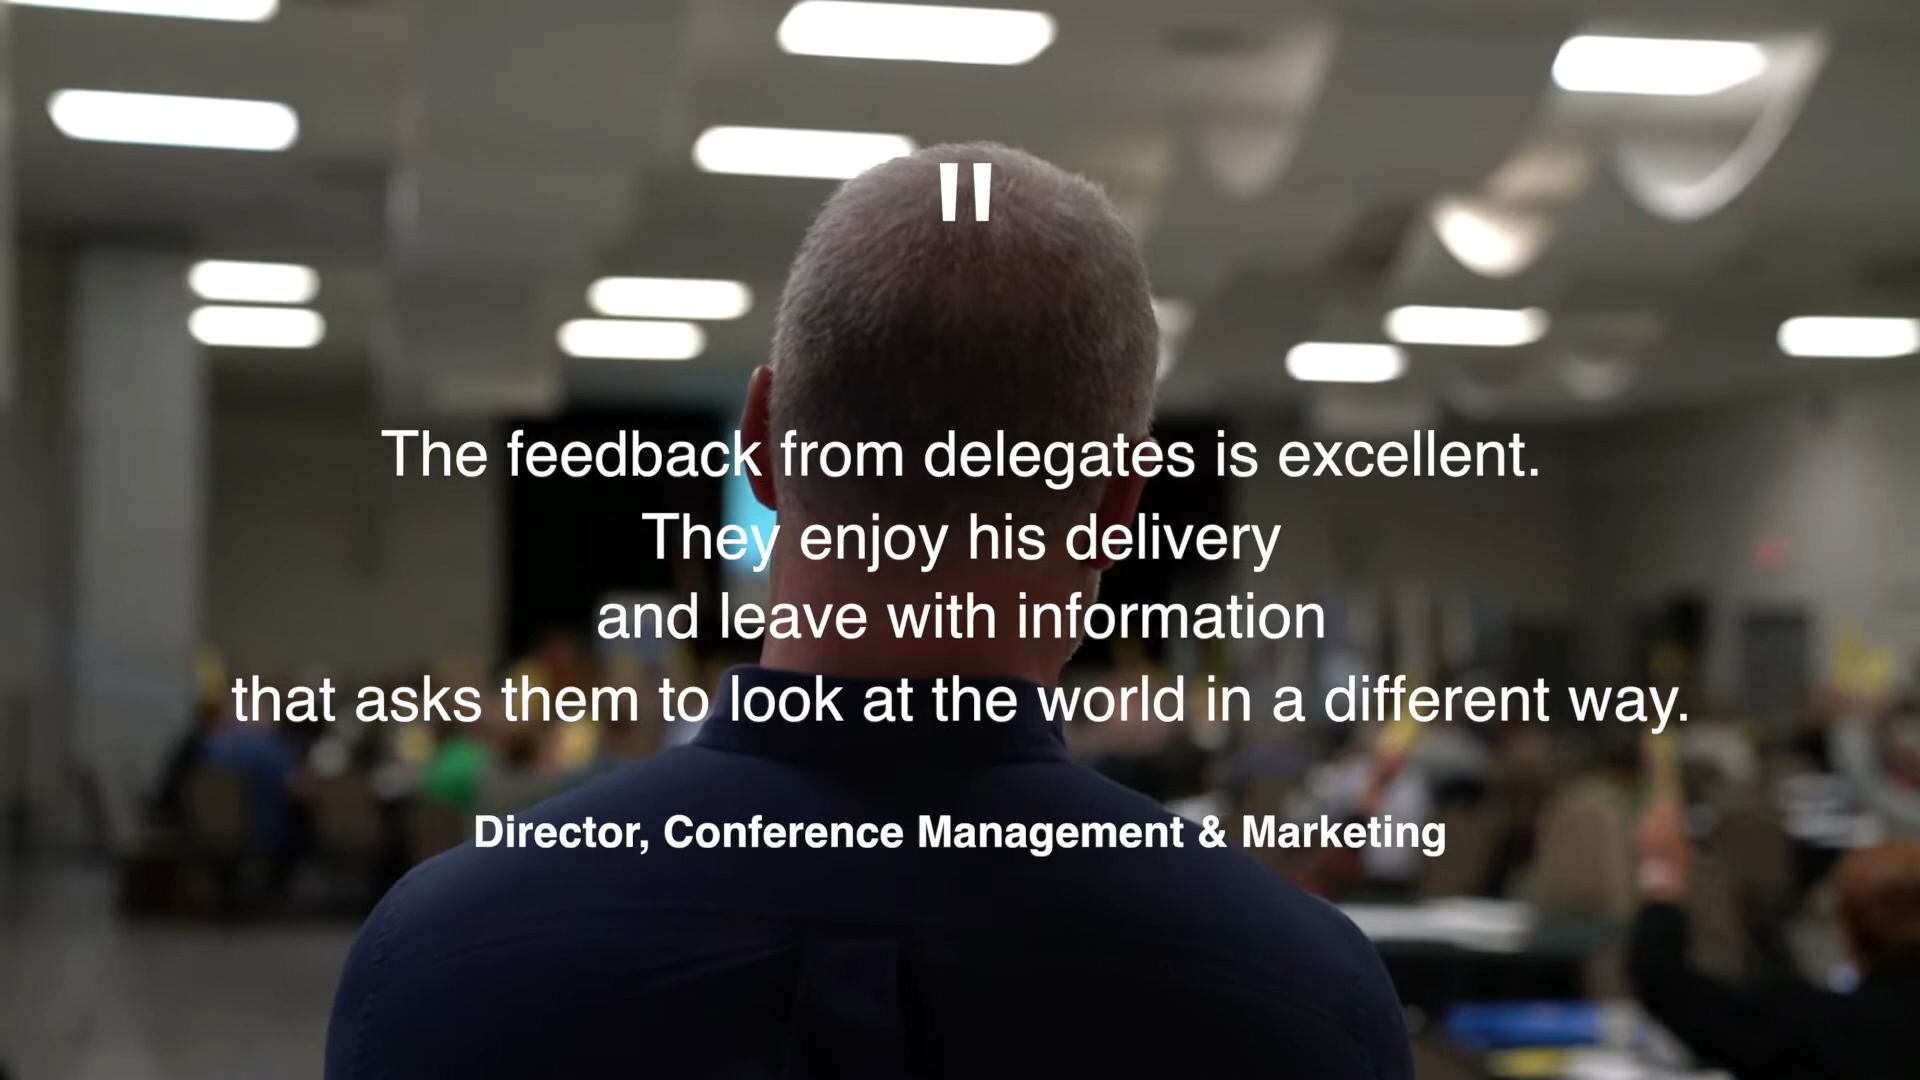 "
The feedback from delegates is excellent.
They enjoy his delivery
and leave with information
that asks them to look at the world in a different way.
Director, Conference Management & Marketing